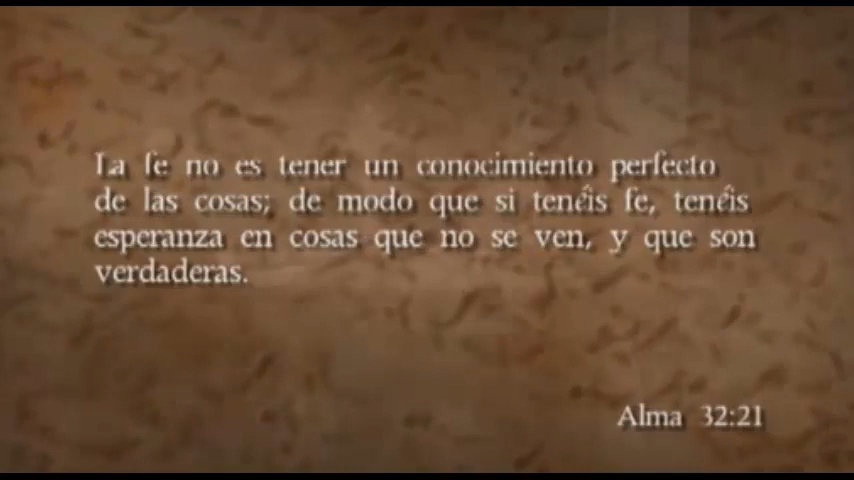 La fe no es tener un conocimiento perfecto
de las cosas; de modo que si tenéis fe, tenéis
esperanza en cosas que no se ven, y que son
verdaderas.
Alma 32:21